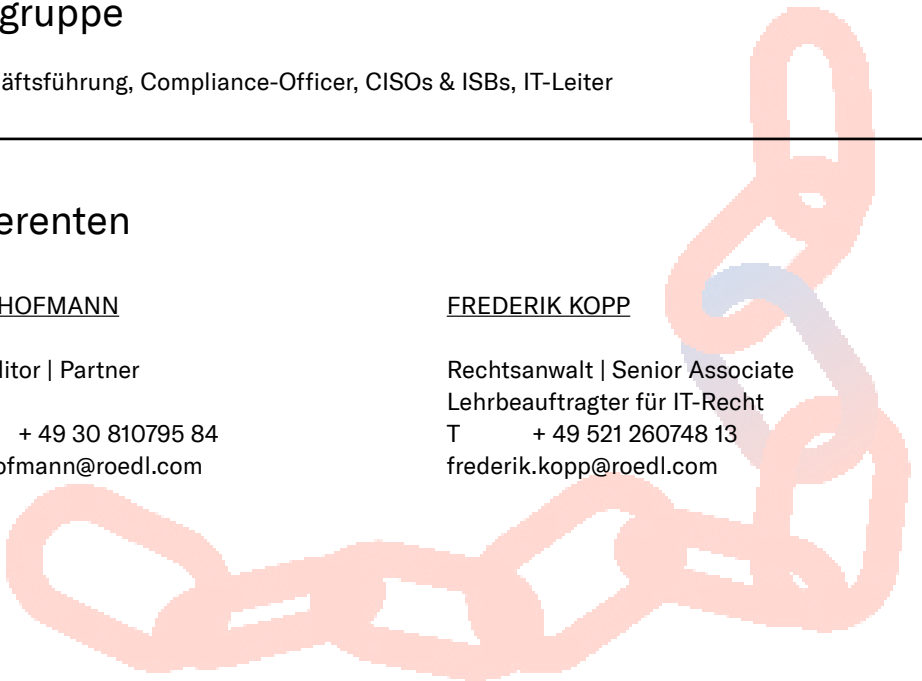 gruppe
äftsführung, Compliance-Officer, CISOs & ISBs, IT-Leiter
erenten
HOFMANN
litor | Partner
+ 49 30 810795 84
ofmann@roedl.com
FREDERIK KOPP
Rechtsanwalt | Senior Associate
Lehrbeauftragter für IT-Recht
T + 49 521 260748 13
frederik.kopp@roedl.com